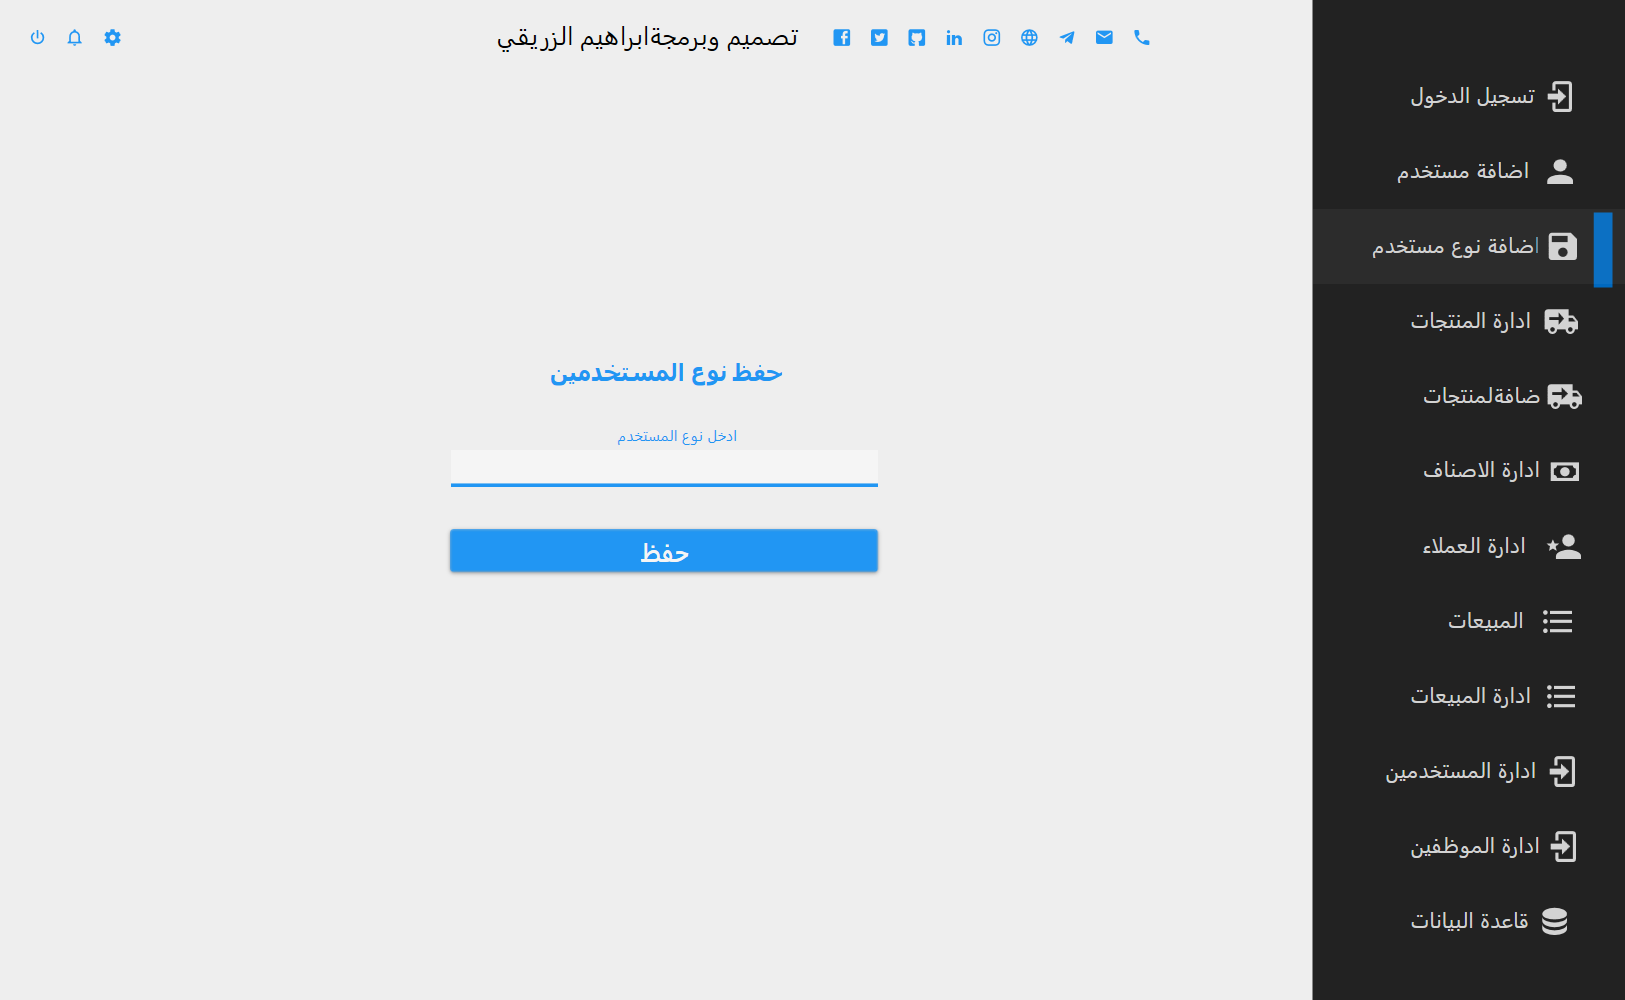 تصميم وبرمجةابراهيم الزريقي
تسجيل الدخول
اضافة مستخدم
اضافة نوع مستخدم
ادارة المنتجات
ضافةلمنتجات
ادارة الاصناف
ادارة العملاء
المبيعات
ادارة المبيعات
ادارة المستخدمين
ادارة الموظفين
قاعدة البيانات
حفظ نوع المستخدمين
ادخل نوع المستخدم
حفظ